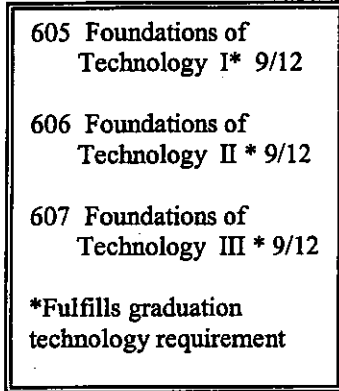 605 Foundations of
Technology I* 9/12
606 Foundations of
Technology II * 9/12
607 Foundations of
Technology III * 9/12
*Fulfills graduation
technology requirement